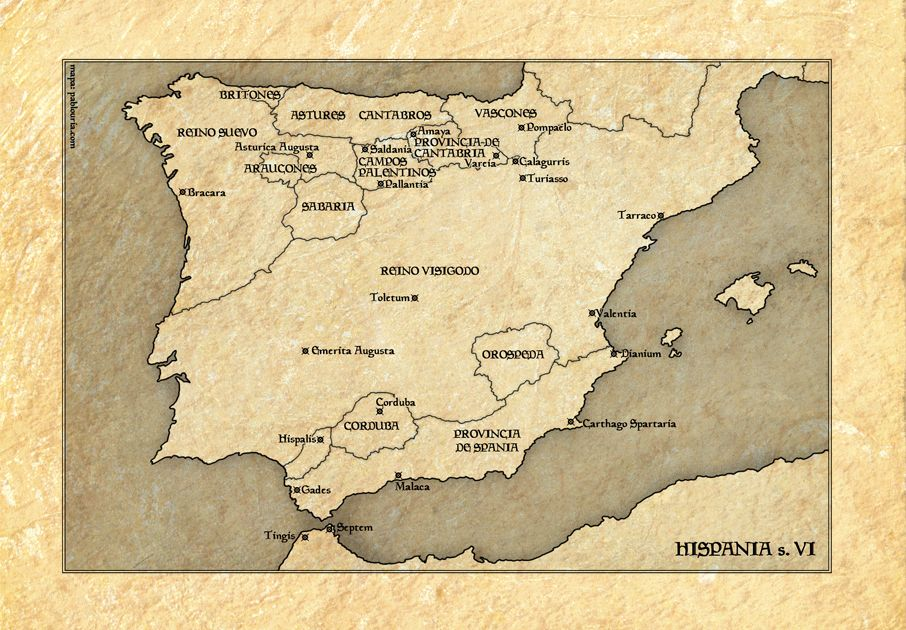 mapa: pablouria.com
BRITONES
ASTURES
CANTABROS
VASCONES
Pompaelo
REINO SUEVO
Amaya
Asturica Augusta
Saldania
PROVINCIA DE
CANTABRIA
Vareia
Calagurris
ARAUCONES
CAMPOS
PALENTINOS
Pallantia
Turiasso
Bracara
SABARIA
Tarraco
REINO VISIGODO
Toletum
Valentia
Emerita Augusta
OROSPEDA
Dianium
Corduba
CORDUBA
Carthago Spartaria
Hispalis
PROVINCIA
DE SPANIA
Gades
Malaca
Septem
Tingis
HISPANIA s. VI